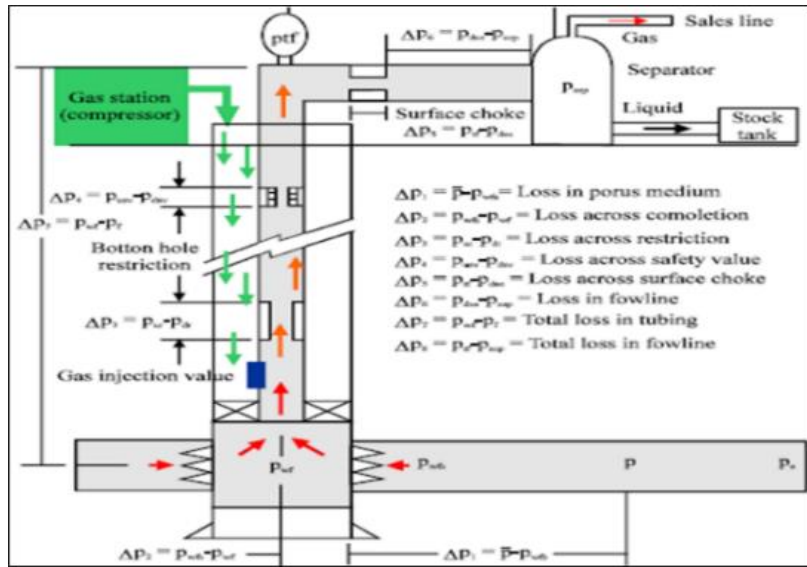 ptf
ΔP₆ = P_dsc-P_sep
Sales line
Gas
Separator
P_sep
Liquid
Stock
tank
Gas station
(compressor)
Surface choke
ΔP₅ = P_tf-P_dsc
ΔP₄ = P_usv-P_dsv
ΔP₇ = P_wf-P_tf
Botton hole
restriction
ΔP₃ = P_ur-P_dr
Gas injection value
ΔP₁ = p̅-p_wfs= Loss in porus medium
ΔP₂ = P_wfs-P_wf= Loss across comoletion
ΔP₃ = P_ur-P_dr = Loss across restriction
ΔP₄ = P_usv-P_dsv = Loss across safety value
ΔP₅ = P_tf-P_dsc = Loss across surface choke
ΔP₆ = P_dsc-P_sep = Loss in fowline
ΔP₇ = P_wf-P_tf = Total loss in tubing
ΔP₈ = P_tf-P_sep = Total loss in fowline
P_wf
P_wfs
P
P_e
ΔP₂ = P_wfs-P_wf
ΔP₁ = p̅-P_wfs